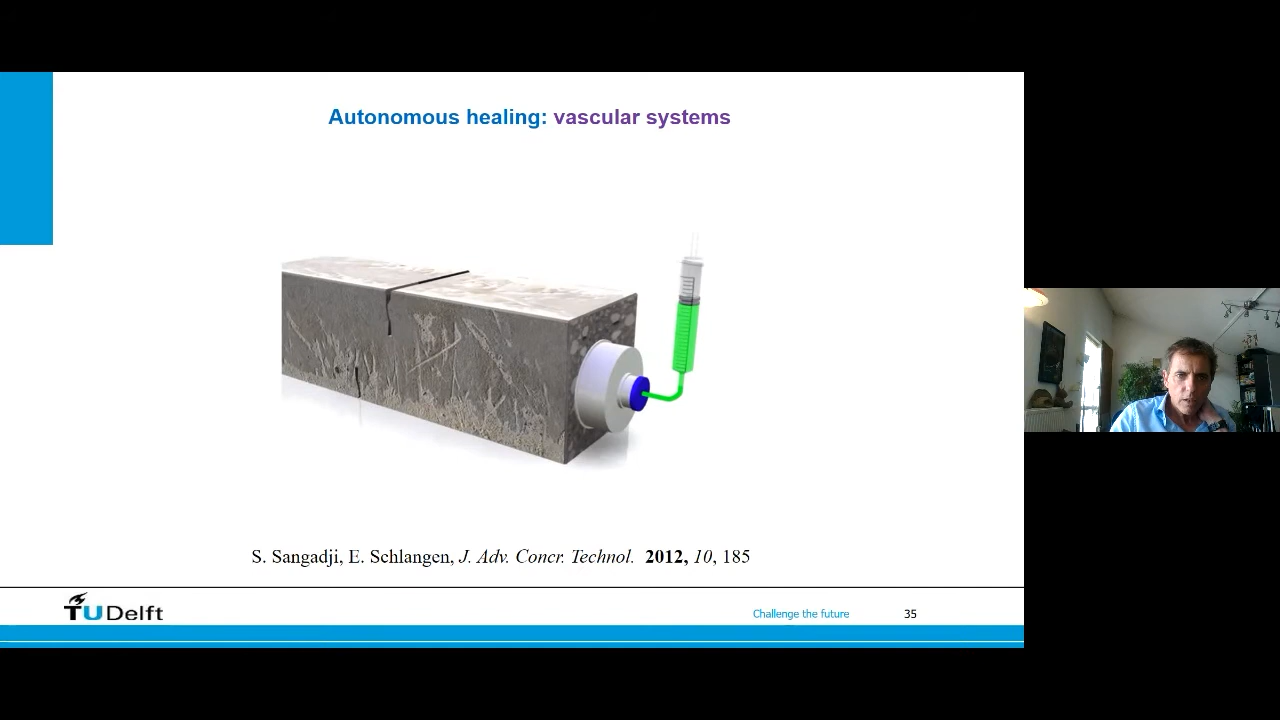 Autonomous healing: vascular systems
S. Sangadji, E. Schlangen, J. Adv. Concr. Technol. 2012, 10, 185
TU Delft
Challenge the future
35